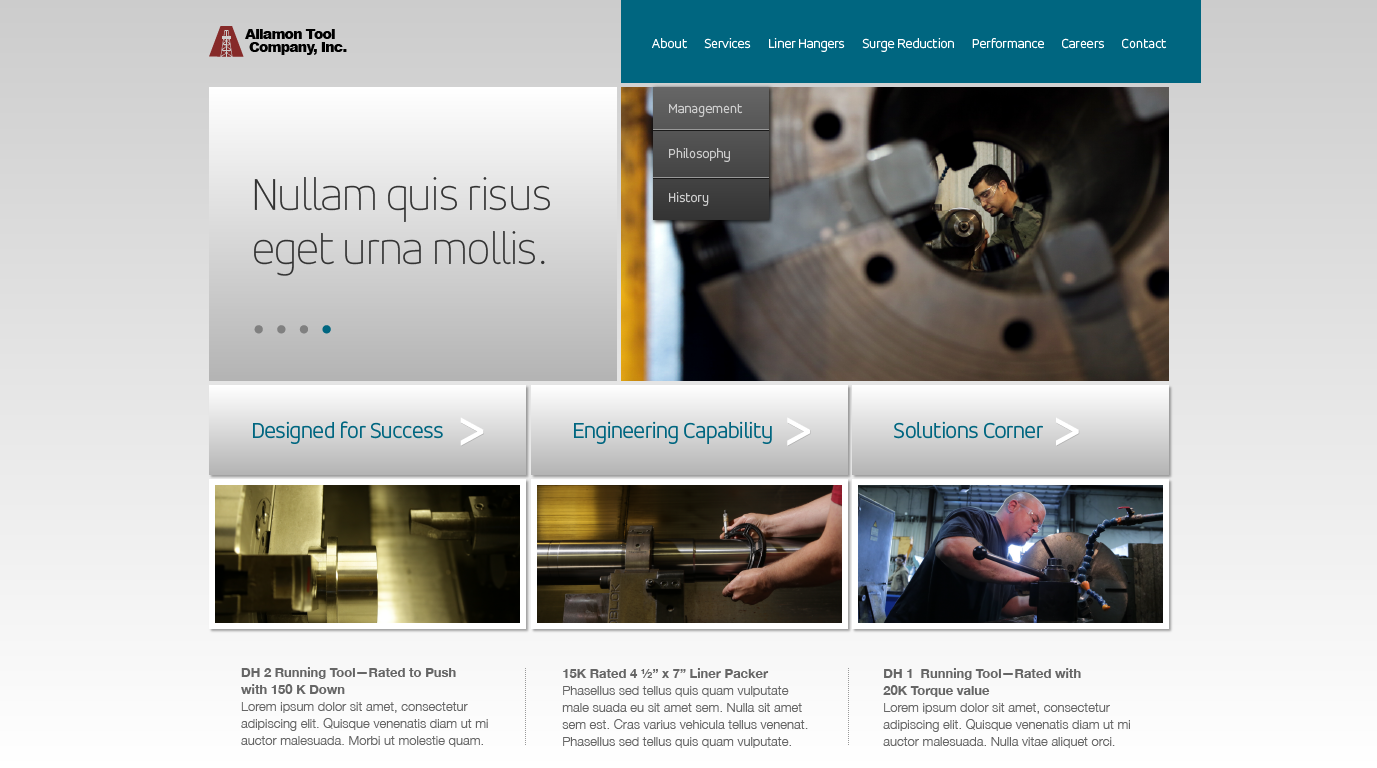 Allamon Tool
Company, Inc.
About Services Liner Hangers Surge Reduction Performance Careers Contact
Management
Philosophy
History
Nullam quis risus
eget urna mollis.
Designed for Success >
Engineering Capability >
Solutions Corner >
DH 2 Running Tool—Rated to Push
with 150 K Down
Lorem ipsum dolor sit amet, consectetur
adipiscing elit. Quisque venenatis diam ut mi
auctor malesuada. Morbi ut molestie quam.
15K Rated 4 ½” x 7” Liner Packer
Phasellus sed tellus quis quam vulputate
male suada eu sit amet sem. Nulla sit amet
sem est. Cras varius vehicula tellus venenat.
Phasellus sed tellus quis quam vulputate.
DH 1  Running Tool—Rated with
20K Torque value
Lorem ipsum dolor sit amet, consectetur
adipiscing elit. Quisque venenatis diam ut mi
auctor malesuada. Nulla vitae aliquet orci.